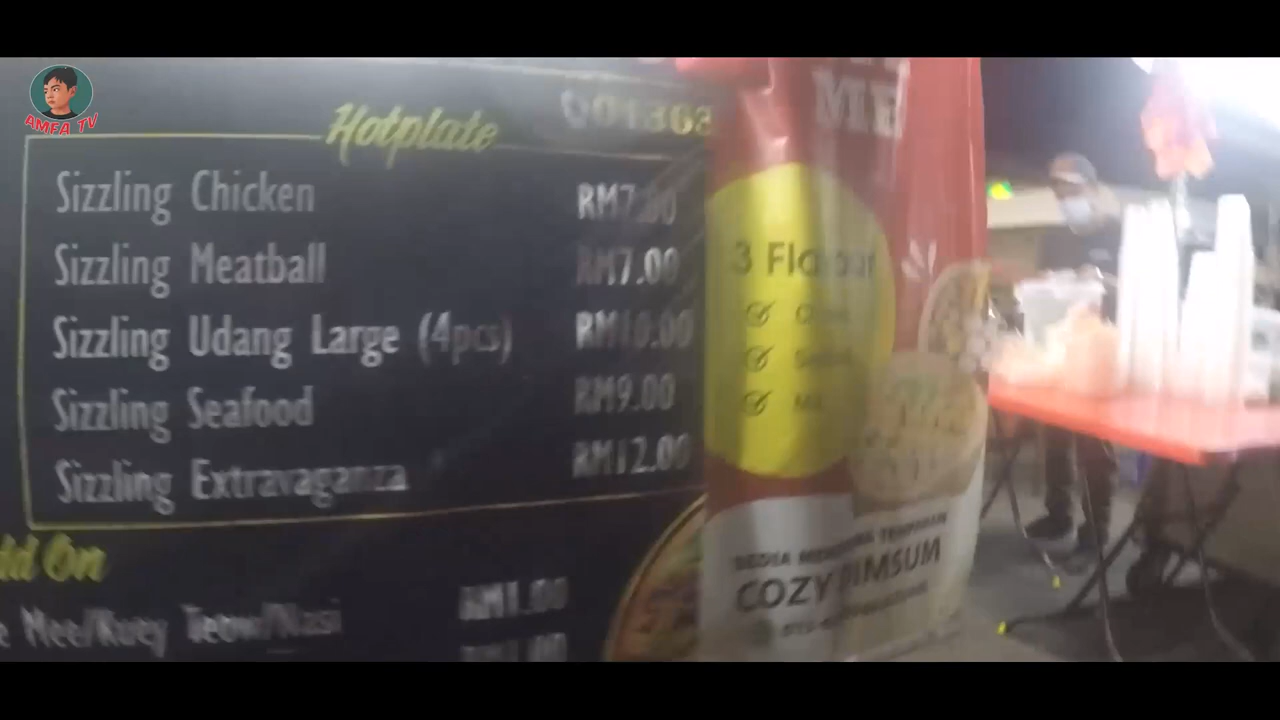 AMFA TV
Hotplate
Sizzling Chicken RM7.00
Sizzling Meatball RM7.00
Sizzling Udang Large (4pcs) RM10.00
Sizzling Seafood RM9.00
Sizzling Extravaganza RM12.00
On
Mee/Kuey Teow/Nasi RM1.00
ME
3 Flavour
COZY DIMSUM